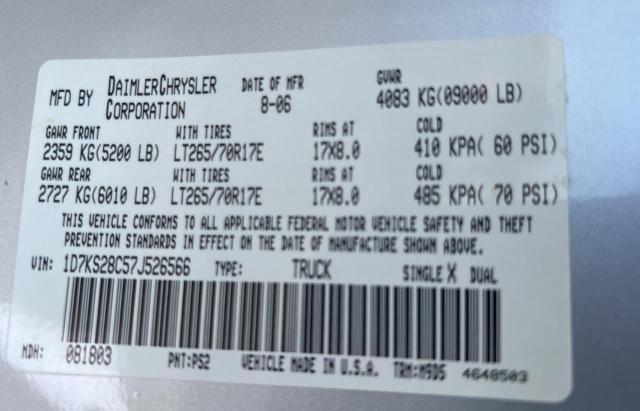 MFD BY DAIMLERCHRYSLER CORPORATION DATE OF MFR 8-06 GVWR 4083 KG(09000 LB)
GAWR FRONT WITH TIRES RIMS AT COLD
2359 KG(5200 LB) LT265/70R17E 17X8.0 410 KPA( 60 PSI)
GAWR REAR WITH TIRES RIMS AT COLD
2727 KG(6010 LB) LT265/70R17E 17X8.0 485 KPA( 70 PSI)
THIS VEHICLE CONFORMS TO ALL APPLICABLE FEDERAL MOTOR VEHICLE SAFETY AND THEFT
PREVENTION STANDARDS IN EFFECT ON THE DATE OF MANUFACTURE SHOWN ABOVE.
VIN: 1D7KS28C57J526566 TYPE: TRUCK SINGLE X DUAL
MDH: 081803 PNT:PS2 VEHICLE MADE IN U.S.A. TRM:M9D5 4648503